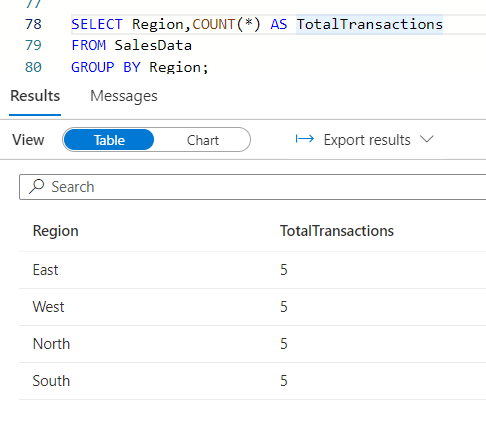 77
78 SELECT Region,COUNT(*) AS TotalTransactions
79 FROM SalesData
80 GROUP BY Region;
Results Messages
View Table Chart Export results
Search
Region TotalTransactions
East 5
West 5
North 5
South 5